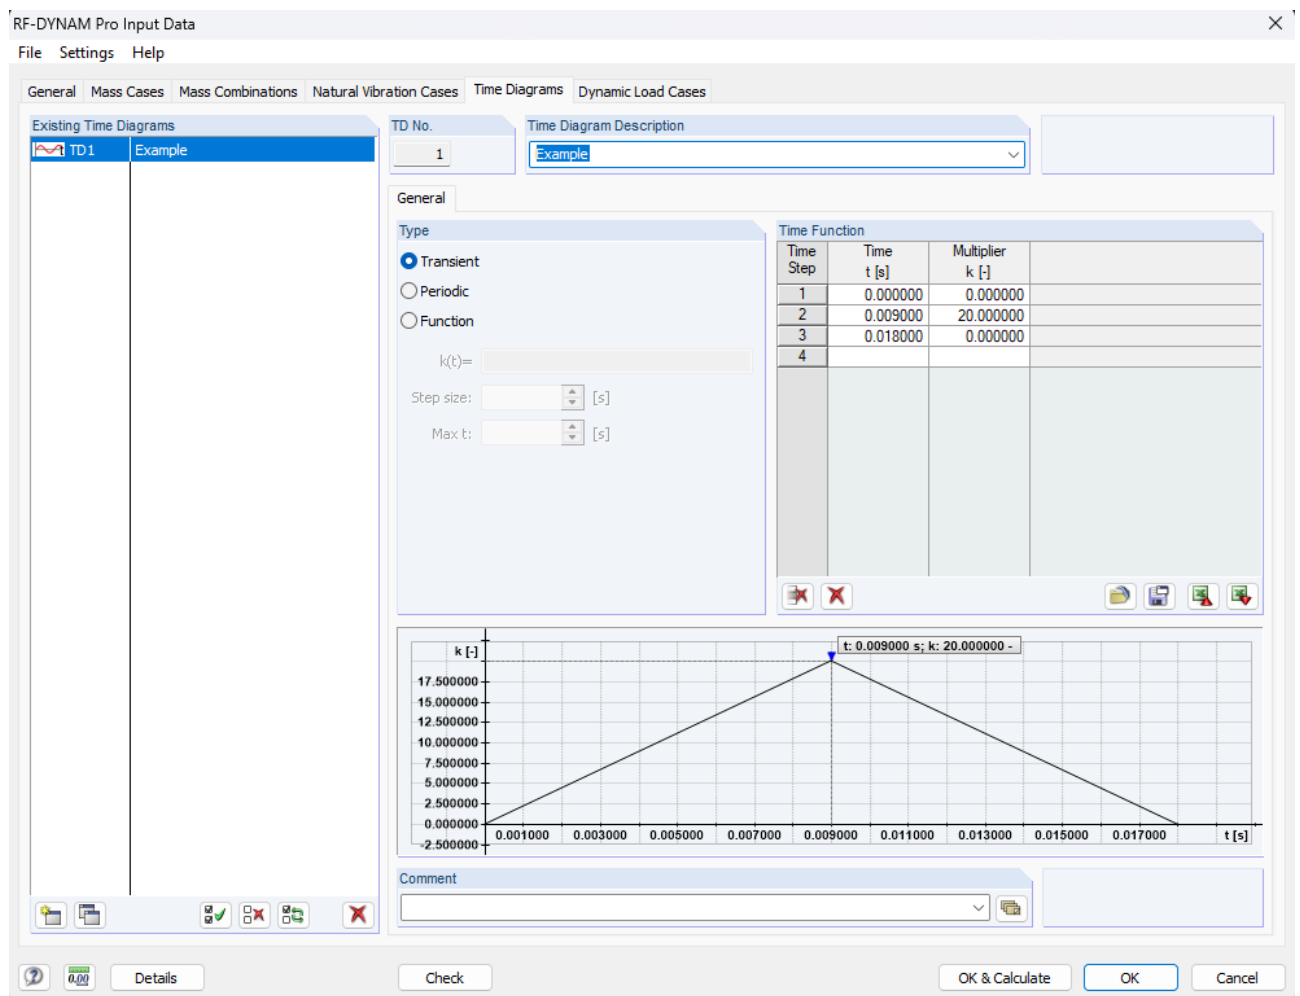 RF-DYNAM Pro Input Data
File Settings Help
General Mass Cases Mass Combinations Natural Vibration Cases Time Diagrams Dynamic Load Cases
Existing Time Diagrams
TD1 Example
TD No.
1
Time Diagram Description
Example
General
Type
Transient
Periodic
Function
k(t)=
Step size: [s]
Max t: [s]
Time Function
Time Step Time t [s] Multiplier k [-]
1 0.000000 0.000000
2 0.009000 20.000000
3 0.018000 0.000000
4
k [-]
t: 0.009000 s; k: 20.000000 -
17.500000
15.000000
12.500000
10.000000
7.500000
5.000000
2.500000
0.000000
-2.500000
0.001000 0.003000 0.005000 0.007000 0.009000 0.011000 0.013000 0.015000 0.017000 t [s]
Comment
0.00
Details Check OK & Calculate OK Cancel